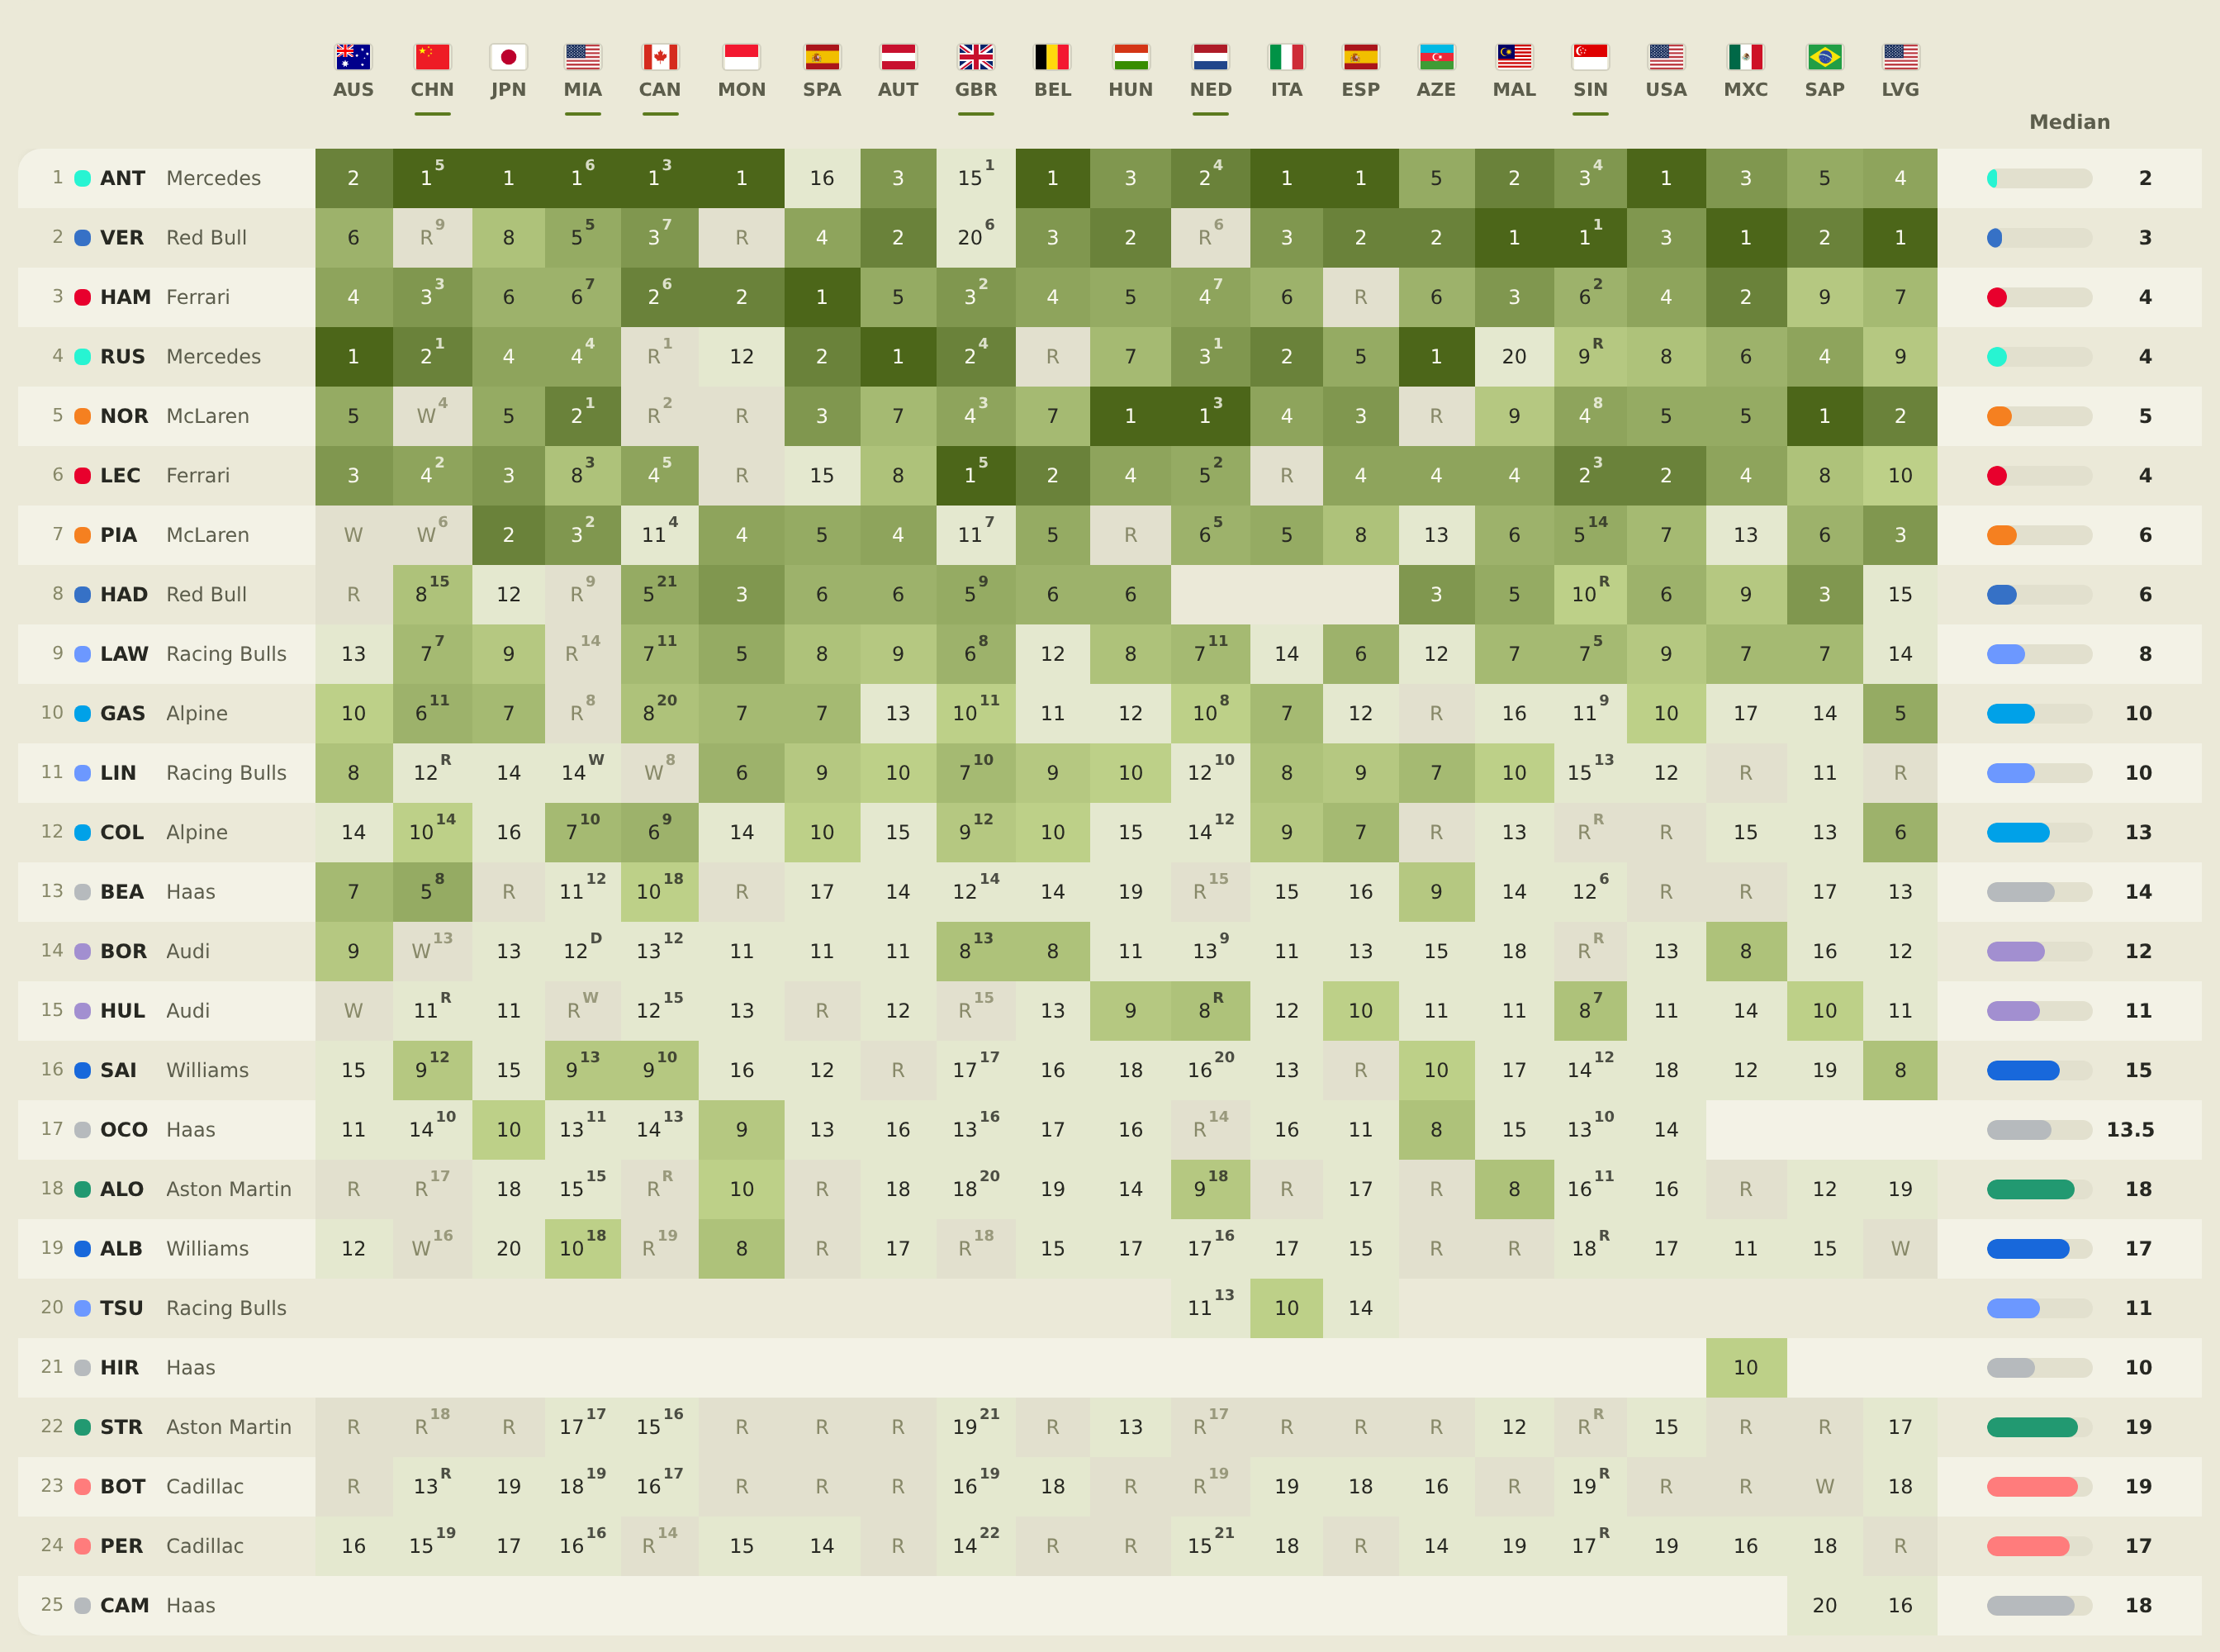 AUS CHN JPN MIA CAN MON SPA AUT GBR BEL HUN NED ITA ESP AZE MAL SIN USA MXC SAP LVG
Median
1 ANT Mercedes 2 1 5 1 1 6 1 3 1 16 3 15 1 1 3 2 4 1 1 5 2 3 4 1 3 5 4 2
2 VER Red Bull 6 R 9 8 5 5 3 7 R 4 2 20 6 3 2 R 6 3 2 2 1 1 1 3 1 2 1 3
3 HAM Ferrari 4 3 3 6 6 7 2 6 2 1 5 3 2 4 5 4 7 6 R 6 3 6 2 4 2 9 7 4
4 RUS Mercedes 1 2 1 4 4 4 R 1 12 2 1 2 4 R 7 3 1 2 5 1 20 9 R 8 6 4 9 4
5 NOR McLaren 5 W 4 5 2 1 R 2 R 3 7 4 3 7 1 1 3 4 3 R 9 4 8 5 5 1 2 5
6 LEC Ferrari 3 4 2 3 8 3 4 5 R 15 8 1 5 2 4 5 2 R 4 4 4 2 3 2 4 8 10 4
7 PIA McLaren W W 6 2 3 2 11 4 4 5 4 11 7 5 R 6 5 5 8 13 6 5 14 7 13 6 3 6
8 HAD Red Bull R 8 15 12 R 9 5 21 3 6 6 5 9 6 6 3 5 10 R 6 9 3 15 6
9 LAW Racing Bulls 13 7 7 9 R 14 7 11 5 8 9 6 8 12 8 7 11 14 6 12 7 7 5 9 7 7 14 8
10 GAS Alpine 10 6 11 7 R 8 8 20 7 7 13 10 11 11 12 10 8 7 12 R 16 11 9 10 17 14 5 10
11 LIN Racing Bulls 8 12 R 14 14 W W 8 6 9 10 7 10 9 10 12 10 8 9 7 10 15 13 12 R 11 R 10
12 COL Alpine 14 10 14 16 7 10 6 9 14 10 15 9 12 10 15 14 12 9 7 R 13 R R R 15 13 6 13
13 BEA Haas 7 5 8 R 11 12 10 18 R 17 14 12 14 14 19 R 15 15 16 9 14 12 6 R R 17 13 14
14 BOR Audi 9 W 13 13 12 D 13 12 11 11 11 8 13 8 11 13 9 11 13 15 18 R R 13 8 16 12 12
15 HUL Audi W 11 R 11 R W 12 15 13 R 12 R 15 13 9 8 R 12 10 11 11 8 7 11 14 10 11 11
16 SAI Williams 15 9 12 15 9 13 9 10 16 12 R 17 17 16 18 16 20 13 R 10 17 14 12 18 12 19 8 15
17 OCO Haas 11 14 10 10 13 11 14 13 9 13 16 13 16 17 16 R 14 16 11 8 15 13 10 14 13.5
18 ALO Aston Martin R R 17 18 15 15 R R 10 R 18 18 20 19 14 9 18 R 17 R 8 16 11 16 R 12 19 18
19 ALB Williams 12 W 16 20 10 18 R 19 8 R 17 R 18 15 17 17 16 17 15 R R 18 R 17 11 15 W 17
20 TSU Racing Bulls 11 13 10 14 11
21 HIR Haas 10 10
22 STR Aston Martin R R 18 R 17 17 15 16 R R R 19 21 R 13 R 17 R R R 12 R R 15 R R 17 19
23 BOT Cadillac R 13 R 19 18 19 16 17 R R R 16 19 18 R R 19 19 18 16 R 19 R R R W 18 19
24 PER Cadillac 16 15 19 17 16 16 R 14 15 14 R 14 22 R R 15 21 18 R 14 19 17 R 19 16 18 R 17
25 CAM Haas 20 16 18